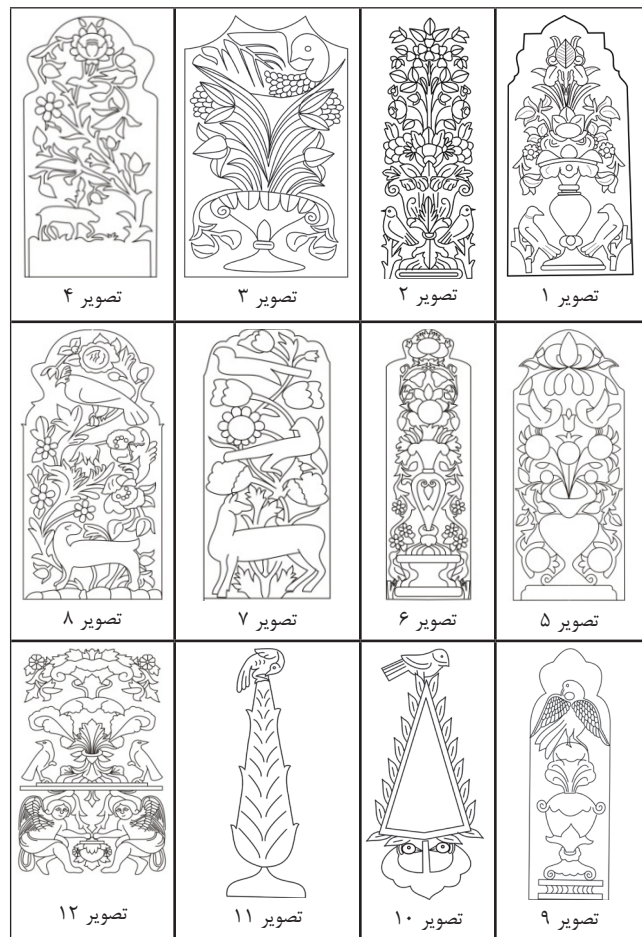 تصویر ۱
تصویر ۲
تصویر ۳
تصویر ۴
تصویر ۵
تصویر ۶
تصویر ۷
تصویر ۸
تصویر ۹
تصویر ۱۰
تصویر ۱۱
تصویر ۱۲